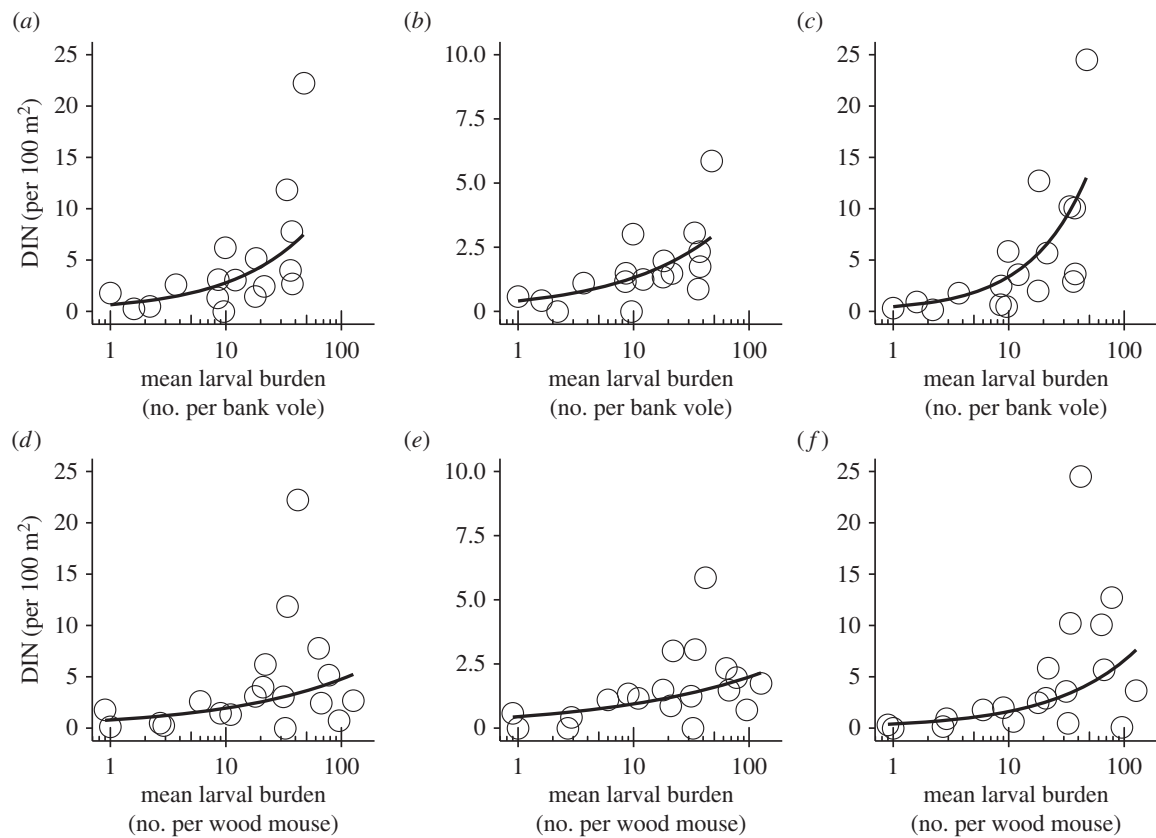 (a)
(b)
(c)
25
20
15
10
5
0
DIN (per 100 m²)
1
10
100
mean larval burden
(no. per bank vole)
10.0
7.5
5.0
2.5
0
1
10
100
mean larval burden
(no. per bank vole)
25
20
15
10
5
0
1
10
100
mean larval burden
(no. per bank vole)
(d)
(e)
(f)
25
20
15
10
5
0
DIN (per 100 m²)
1
10
100
mean larval burden
(no. per wood mouse)
10.0
7.5
5.0
2.5
0
1
10
100
mean larval burden
(no. per wood mouse)
25
20
15
10
5
0
1
10
100
mean larval burden
(no. per wood mouse)